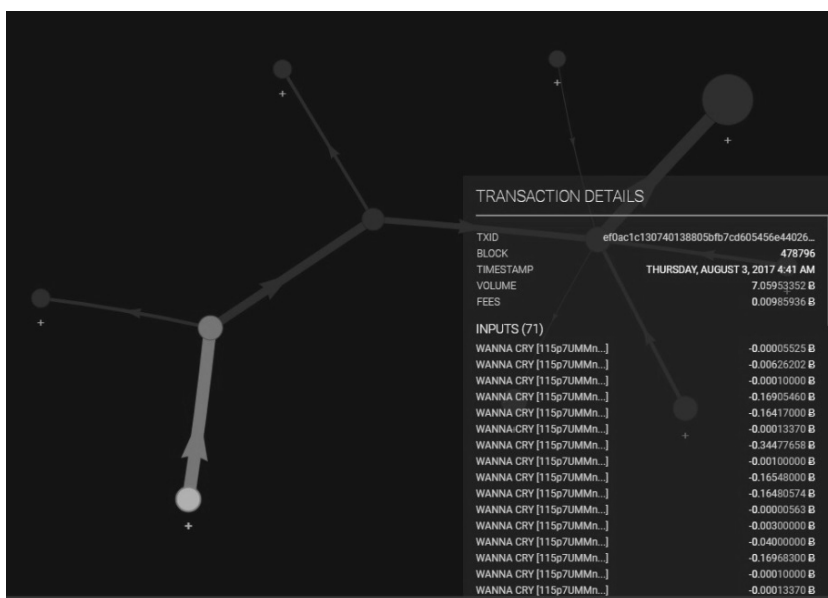 TRANSACTION DETAILS
TXID ef0ac1c130740138805bfb7cd605456e44026...
BLOCK 478796
TIMESTAMP THURSDAY, AUGUST 3, 2017 4:41 AM
VOLUME 7.05953352 Ƀ
FEES 0.00985936 Ƀ
INPUTS (71)
WANNA CRY [115p7UMMn...] -0.00005525 Ƀ
WANNA CRY [115p7UMMn...] -0.00626202 Ƀ
WANNA CRY [115p7UMMn...] -0.00010000 Ƀ
WANNA CRY [115p7UMMn...] -0.16905460 Ƀ
WANNA CRY [115p7UMMn...] -0.16417000 Ƀ
WANNA CRY [115p7UMMn...] -0.00013370 Ƀ
WANNA CRY [115p7UMMn...] -0.34477658 Ƀ
WANNA CRY [115p7UMMn...] -0.00100000 Ƀ
WANNA CRY [115p7UMMn...] -0.16548000 Ƀ
WANNA CRY [115p7UMMn...] -0.16480574 Ƀ
WANNA CRY [115p7UMMn...] -0.00000563 Ƀ
WANNA CRY [115p7UMMn...] -0.00300000 Ƀ
WANNA CRY [115p7UMMn...] -0.04000000 Ƀ
WANNA CRY [115p7UMMn...] -0.16968300 Ƀ
WANNA CRY [115p7UMMn...] -0.00010000 Ƀ
WANNA CRY [115p7UMMn...] -0.00013370 Ƀ